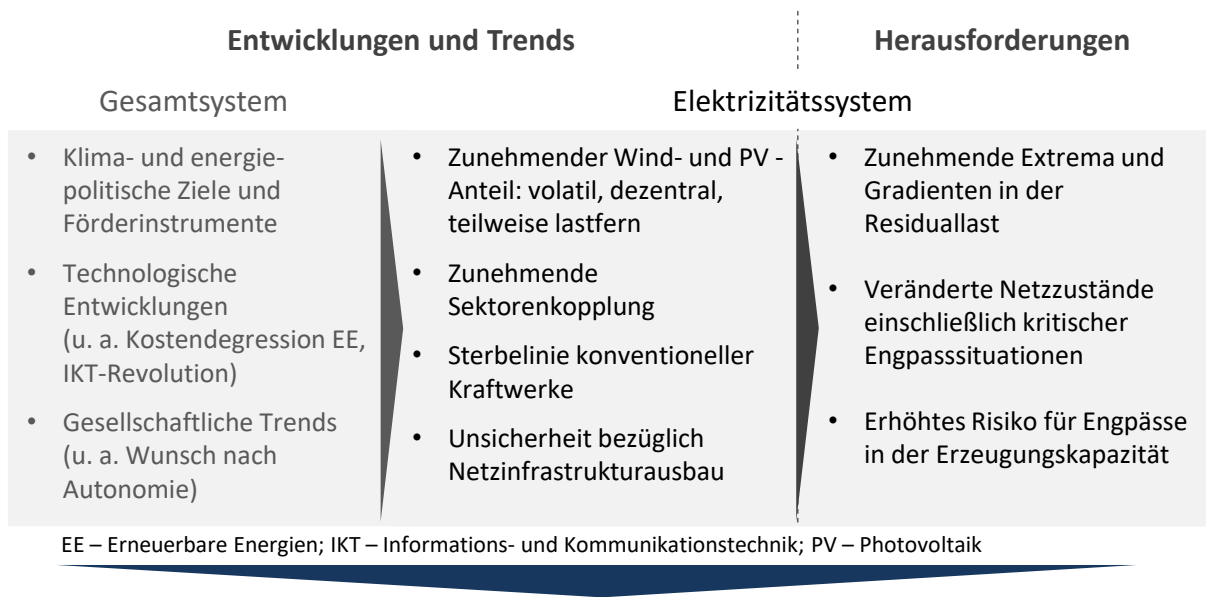 Entwicklungen und Trends
Herausforderungen
Gesamtsystem
Elektrizitätssystem
• Klima- und energie-
politische Ziele und
Förderinstrumente
• Technologische
Entwicklungen
(u. a. Kostendegression EE,
IKT-Revolution)
• Gesellschaftliche Trends
(u. a. Wunsch nach
Autonomie)
• Zunehmender Wind- und PV -
Anteil: volatil, dezentral,
teilweise lastfern
• Zunehmende
Sektorenkopplung
• Sterbelinie konventioneller
Kraftwerke
• Unsicherheit bezüglich
Netzinfrastrukturausbau
• Zunehmende Extrema und
Gradienten in der
Residuallast
• Veränderte Netzzustände
einschließlich kritischer
Engpasssituationen
• Erhöhtes Risiko für Engpässe
in der Erzeugungskapazität
EE – Erneuerbare Energien; IKT – Informations- und Kommunikationstechnik; PV – Photovoltaik